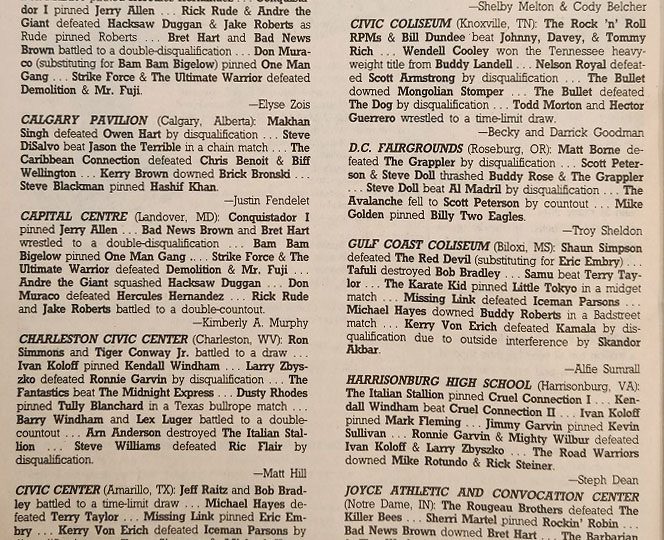 dor I pinned Jerry Allen . . . Rick Rude & Andre the
Giant defeated Hacksaw Duggan & Jake Roberts as
Rude pinned Roberts . . . Bret Hart and Bad News
Brown battled to a double-disqualification . . . Don Mura-
co (substituting for Bam Bam Bigelow) pinned One Man
Gang . . . Strike Force & The Ultimate Warrior defeated
Demolition & Mr. Fuji.
—Elyse Zois
CALGARY PAVILION (Calgary, Alberta): Makhan
Singh defeated Owen Hart by disqualification . . . Steve
DiSalvo beat Jason the Terrible in a chain match . . . The
Caribbean Connection defeated Chris Benoit & Biff
Wellington . . . Kerry Brown downed Brick Bronski . . .
Steve Blackman pinned Hashif Khan.
—Justin Fendelet
CAPITAL CENTRE (Landover, MD): Conquistador I
pinned Jerry Allen . . . Bad News Brown and Bret Hart
wrestled to a double-disqualification . . . Bam Bam
Bigelow pinned One Man Gang . . . Strike Force & The
Ultimate Warrior defeated Demolition & Mr. Fuji . . .
Andre the Giant squashed Hacksaw Duggan . . . Don
Muraco defeated Hercules Hernandez . . . Rick Rude
and Jake Roberts battled to a double-countout.
—Kimberly A. Murphy
CHARLESTON CIVIC CENTER (Charleston, WV): Ron
Simmons and Tiger Conway Jr. battled to a draw . . .
Ivan Koloff pinned Kendall Windham . . . Larry Zbys-
zko defeated Ronnie Garvin by disqualification . . . The
Fantastics beat The Midnight Express . . . Dusty Rhodes
pinned Tully Blanchard in a Texas bullrope match . . .
Barry Windham and Lex Luger battled to a double-
countout . . . Arn Anderson destroyed The Italian Stal-
lion . . . Steve Williams defeated Ric Flair by
disqualification.
—Matt Hill
CIVIC CENTER (Amarillo, TX): Jeff Raitz and Bob Brad-
ley battled to a time-limit draw . . . Michael Hayes de-
feated Terry Taylor . . . Missing Link pinned Eric Em-
bry . . . Kerry Von Erich defeated Iceman Parsons by
—Shelby Melton & Cody Belcher
CIVIC COLISEUM (Knoxville, TN): The Rock 'n' Roll
RPMs & Bill Dundee beat Johnny, Davey, & Tommy
Rich . . . Wendell Cooley won the Tennessee heavy-
weight title from Buddy Landell . . . Nelson Royal defeat-
ed Scott Armstrong by disqualification . . . The Bullet
downed Mongolian Stomper . . . The Bullet defeated
The Dog by disqualification . . . Todd Morton and Hector
Guerrero wrestled to a time-limit draw.
—Becky and Darrick Goodman
D.C. FAIRGROUNDS (Roseburg, OR): Matt Borne de-
feated The Grappler by disqualification . . . Scott Peter-
son & Steve Doll thrashed Buddy Rose & The Grappler
. . . Steve Doll beat Al Madril by disqualification . . . The
Avalanche fell to Scott Peterson by countout . . . Mike
Golden pinned Billy Two Eagles.
—Troy Sheldon
GULF COAST COLISEUM (Biloxi, MS): Shaun Simpson
defeated The Red Devil (substituting for Eric Embry) . . .
Tafuli destroyed Bob Bradley . . . Samu beat Terry Tay-
lor . . . The Karate Kid pinned Little Tokyo in a midget
match . . . Missing Link defeated Iceman Parsons . . .
Michael Hayes downed Buddy Roberts in a Badstreet
match . . . Kerry Von Erich defeated Kamala by dis-
qualification due to outside interference by Skandor
Akbar.
—Alfie Sumrall
HARRISONBURG HIGH SCHOOL (Harrisonburg, VA):
The Italian Stallion pinned Cruel Connection I . . . Ken-
dall Windham beat Cruel Connection II . . . Ivan Koloff
pinned Mark Fleming . . . Jimmy Garvin pinned Kevin
Sullivan . . . Ronnie Garvin & Mighty Wilbur defeated
Ivan Koloff & Larry Zbyszko . . . The Road Warriors
downed Mike Rotundo & Rick Steiner.
—Steph Dean
JOYCE ATHLETIC AND CONVOCATION CENTER
(Notre Dame, IN): The Rougeau Brothers defeated The
Killer Bees . . . Sherri Martel pinned Rockin' Robin . . .
Bad News Brown downed Bret Hart . . . The Barbarian